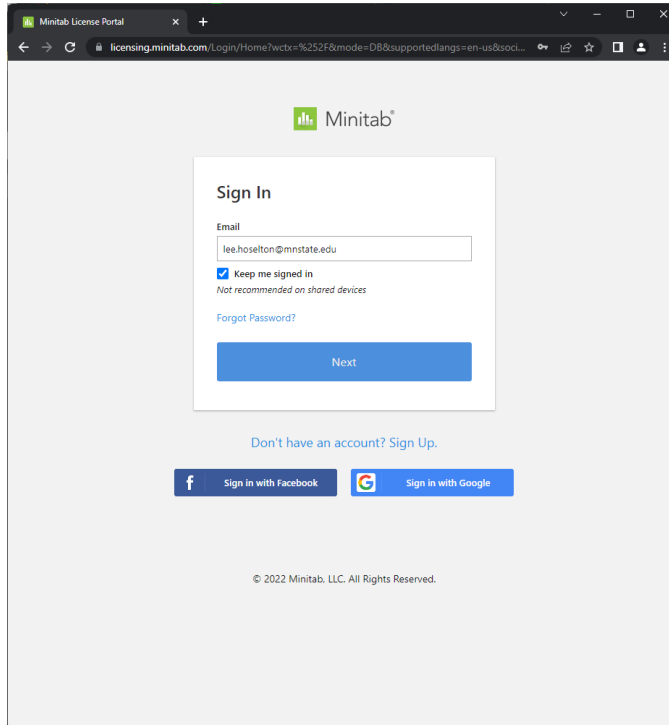 Minitab License Portal
licensing.minitab.com/Login/Home?wctx=%252F&mode=DB&supportedlangs=en-us&soci...
Minitab®
Sign In
Email
lee.hoselton@mnstate.edu
Keep me signed in
Not recommended on shared devices
Forgot Password?
Next
Don't have an account? Sign Up.
f Sign in with Facebook
G Sign in with Google
© 2022 Minitab, LLC. All Rights Reserved.